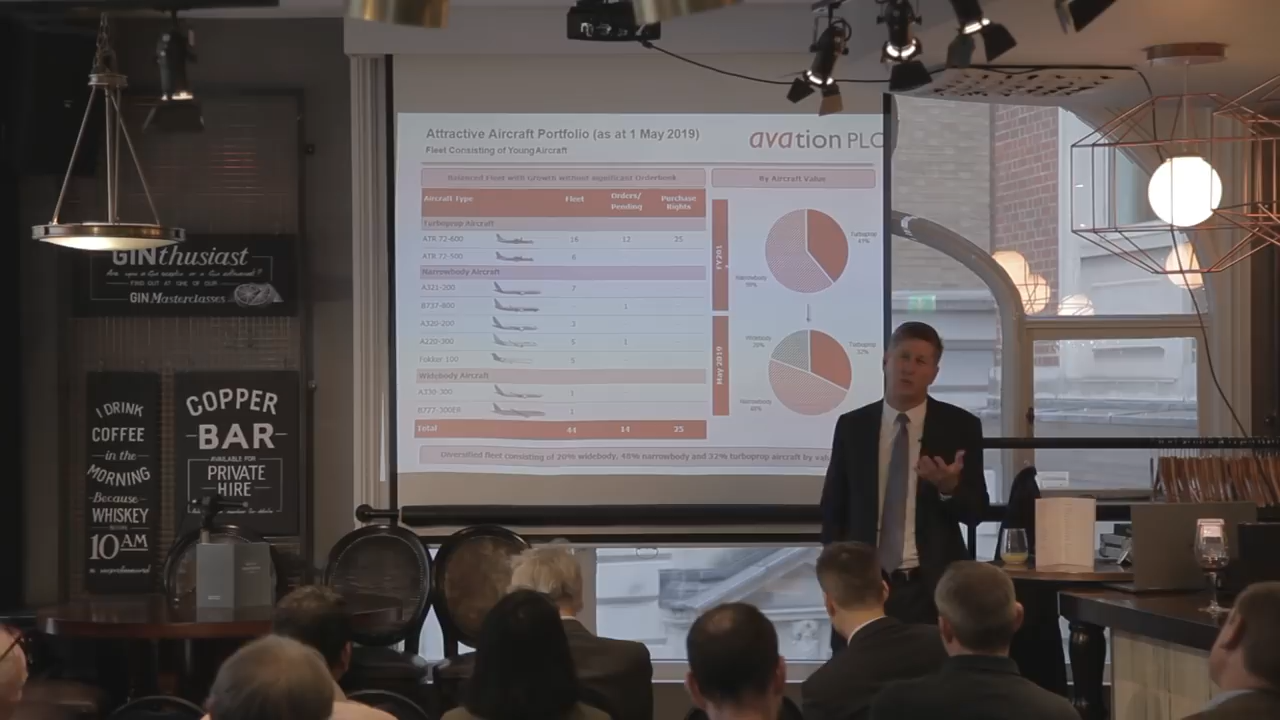 Attractive Aircraft Portfolio (as at 1 May 2019)
avation PLC
Fleet Consisting of Young Aircraft
Balanced Fleet with Growth without significant Orderbook
By Aircraft Value
Aircraft Type Fleet Orders/ Pending Purchase Rights
Turboprop Aircraft
ATR 72-600 16 12 25
ATR 72-500 6
Narrowbody Aircraft
A321-200 7
B737-800 1
A320-200 3
A220-300 5 1
Fokker 100 5
Widebody Aircraft
A330-300 1
B777-300ER 1
Total 44 14 25
Diversified fleet consisting of 20% widebody, 48% narrowbody and 32% turboprop aircraft by
FY201
Turboprop
Narrowbody
May 2019
Widebody
20%
Turboprop
32%
Narrowbody
48%
GINthusiast
FIND OUT AT ONE OF OUR
GIN Masterclasses
I DRINK
COFFEE
in the
MORNING
Because
WHISKEY
10 AM
COPPER
BAR
AVAILABLE FOR
PRIVATE
HIRE